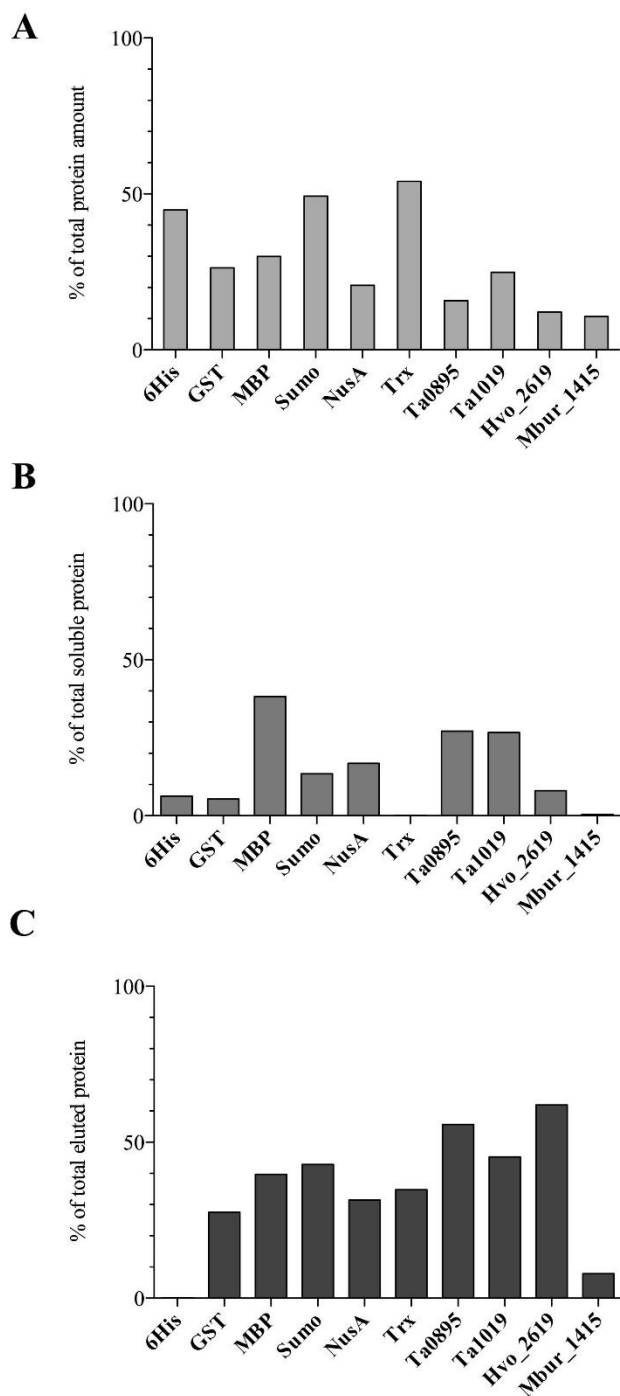 A
% of total protein amount
100
50
0
6His
GST
MBP
Sumo
NusA
Trx
Ta0895
Ta1019
Hvo_2619
Mbur_1415
B
% of total soluble protein
100
50
0
6His
GST
MBP
Sumo
NusA
Trx
Ta0895
Ta1019
Hvo_2619
Mbur_1415
C
% of total eluted protein
100
50
0
6His
GST
MBP
Sumo
NusA
Trx
Ta0895
Ta1019
Hvo_2619
Mbur_1415